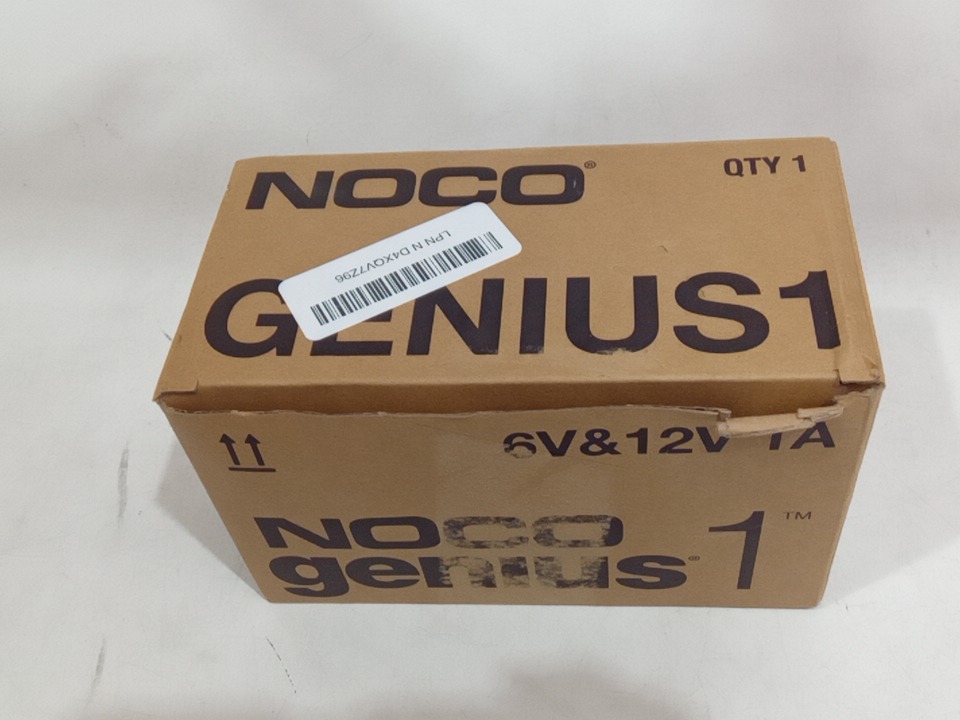 NOCO®
QTY 1
LPN N D4XQV7Z96
GENIUS1
6V&12V 1A
NOCO
genius® 1™